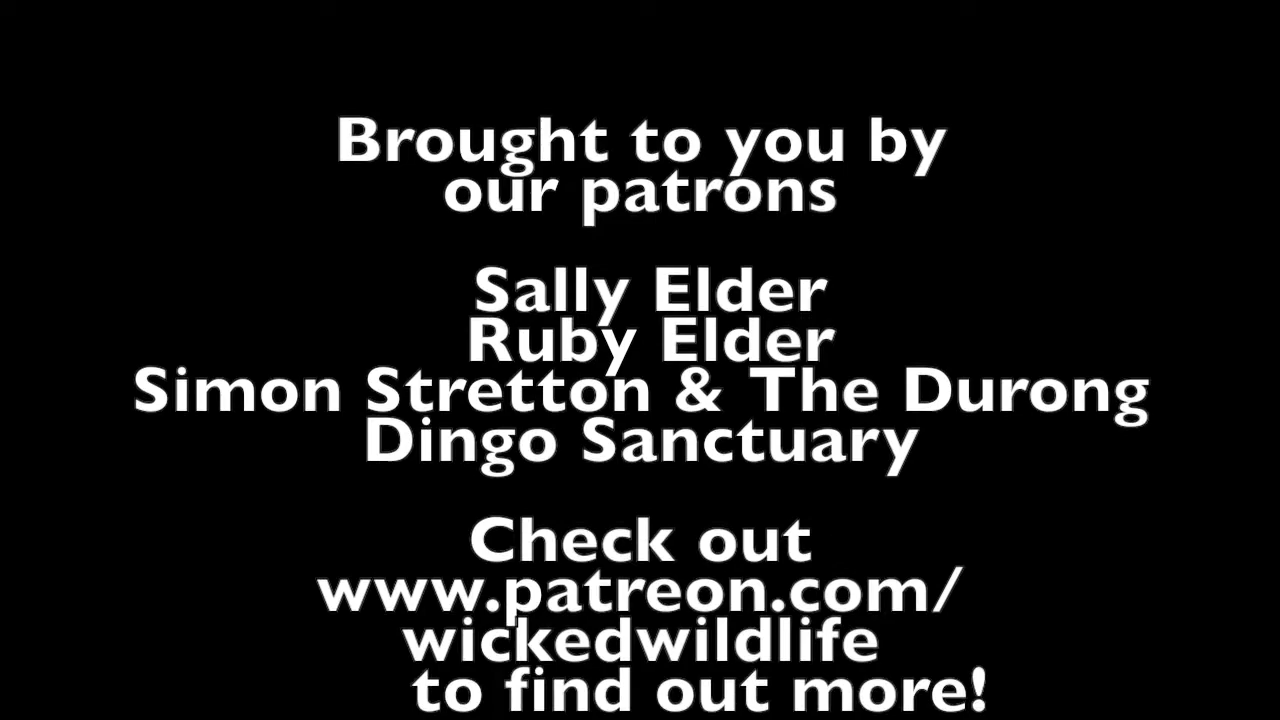 Brought to you by
our patrons
Sally Elder
Ruby Elder
Simon Stretton & The Durong
Dingo Sanctuary
Check out
www.patreon.com/
wickedwildlife
to find out more!